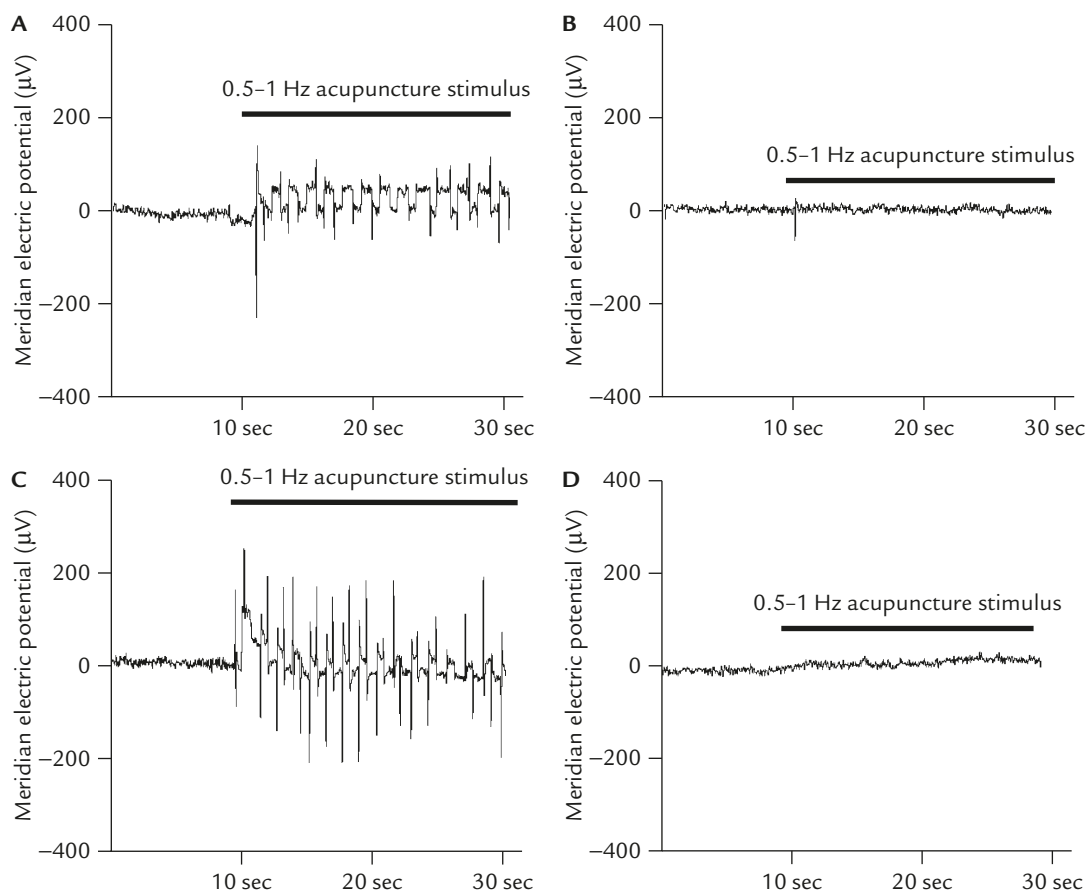 A
Meridian electric potential (μV)
400
200
0
−200
−400
0.5–1 Hz acupuncture stimulus
10 sec
20 sec
30 sec
B
Meridian electric potential (μV)
400
200
0
−200
−400
0.5–1 Hz acupuncture stimulus
10 sec
20 sec
30 sec
C
Meridian electric potential (μV)
400
200
0
−200
−400
0.5–1 Hz acupuncture stimulus
10 sec
20 sec
30 sec
D
Meridian electric potential (μV)
400
200
0
−200
−400
0.5–1 Hz acupuncture stimulus
10 sec
20 sec
30 sec